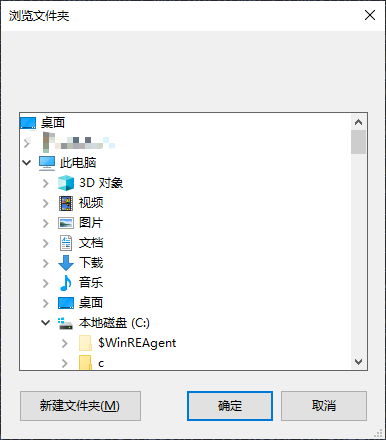 浏览文件夹
桌面
此电脑
3D 对象
视频
图片
文档
下载
音乐
桌面
本地磁盘 (C:)
$WinREAgent
c
新建文件夹(M)
确定
取消